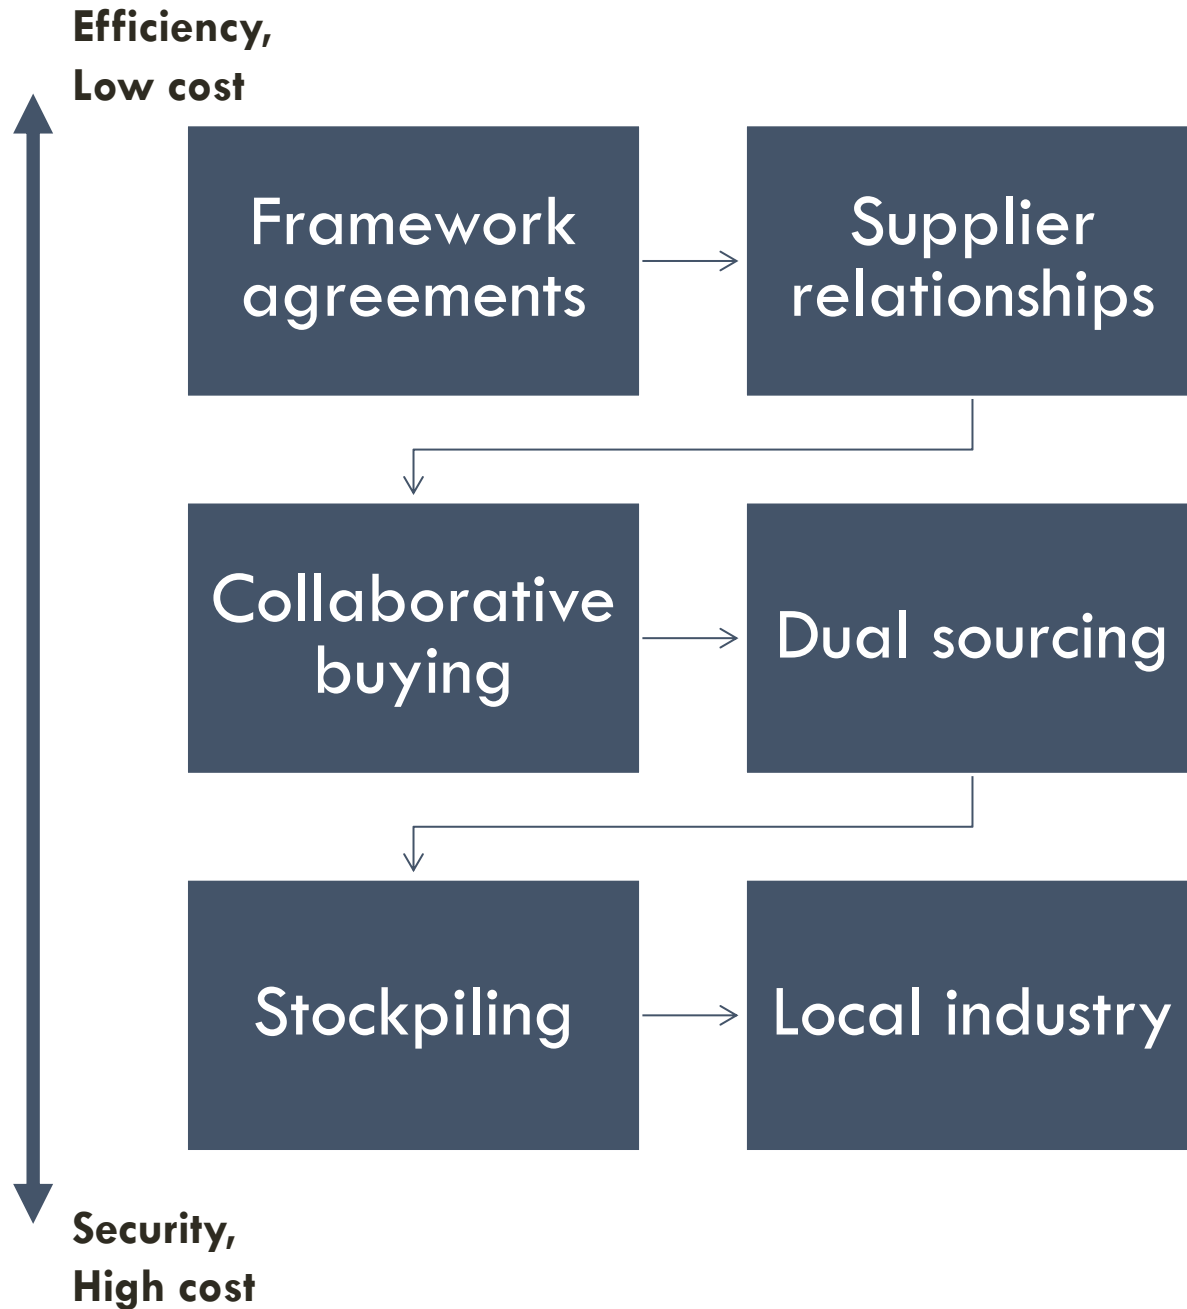 Efficiency,
Low cost
Framework
agreements
Supplier
relationships
Collaborative
buying
Dual sourcing
Stockpiling
Local industry
Security,
High cost